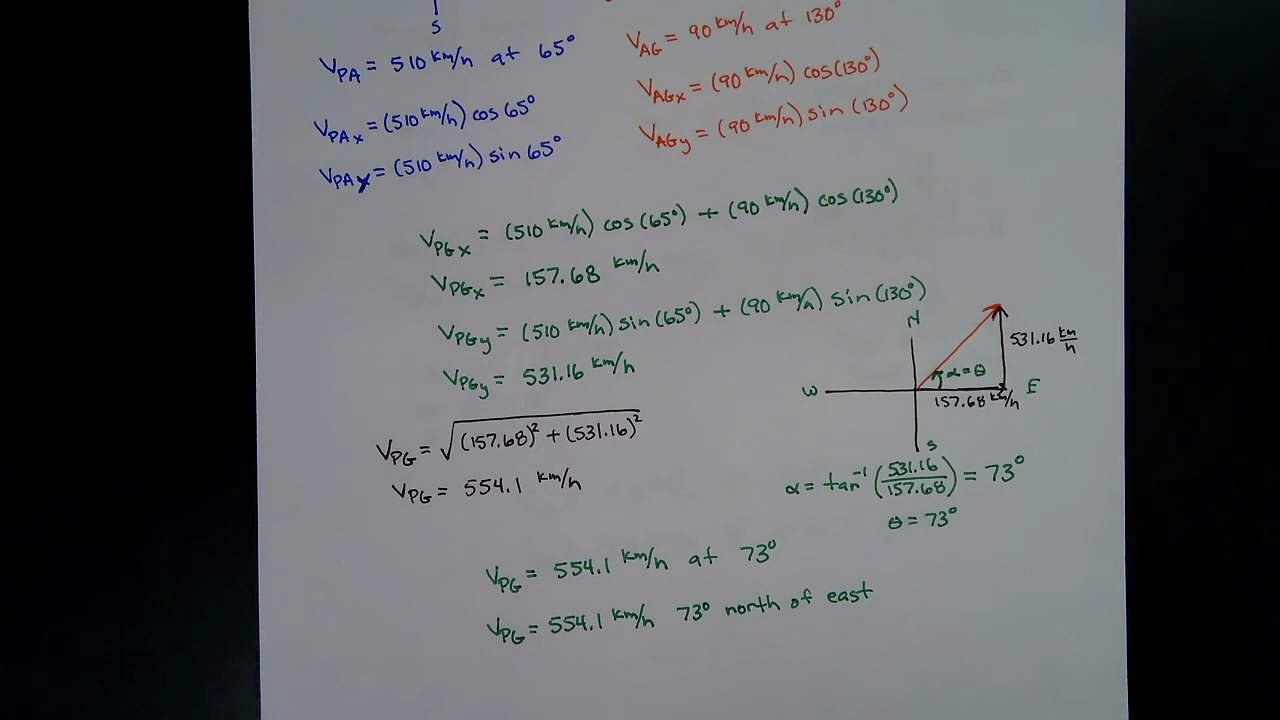 S
V_PA = 510 km/h at 65°
V_PAx = (510 km/h) cos 65°
V_PAy = (510 km/h) sin 65°
V_AG = 90 km/h at 130°
V_AGx = (90 km/h) cos(130°)
V_AGy = (90 km/h) sin (130°)
V_PGx = (510 km/h) cos (65°) + (90 km/h) cos(130°)
V_PGx = 157.68 km/h
V_PGy = (510 km/h) sin (65°) + (90 km/h) sin (130°)
V_PGy = 531.16 km/h
V_PG = √(157.68)² + (531.16)²
V_PG = 554.1 km/h
N
531.16 km/h
α = θ
W
E
157.68 km/h
S
α = tan⁻¹ (531.16/157.68) = 73°
θ = 73°
V_PG = 554.1 km/h at 73°
V_PG = 554.1 km/h 73° north of east